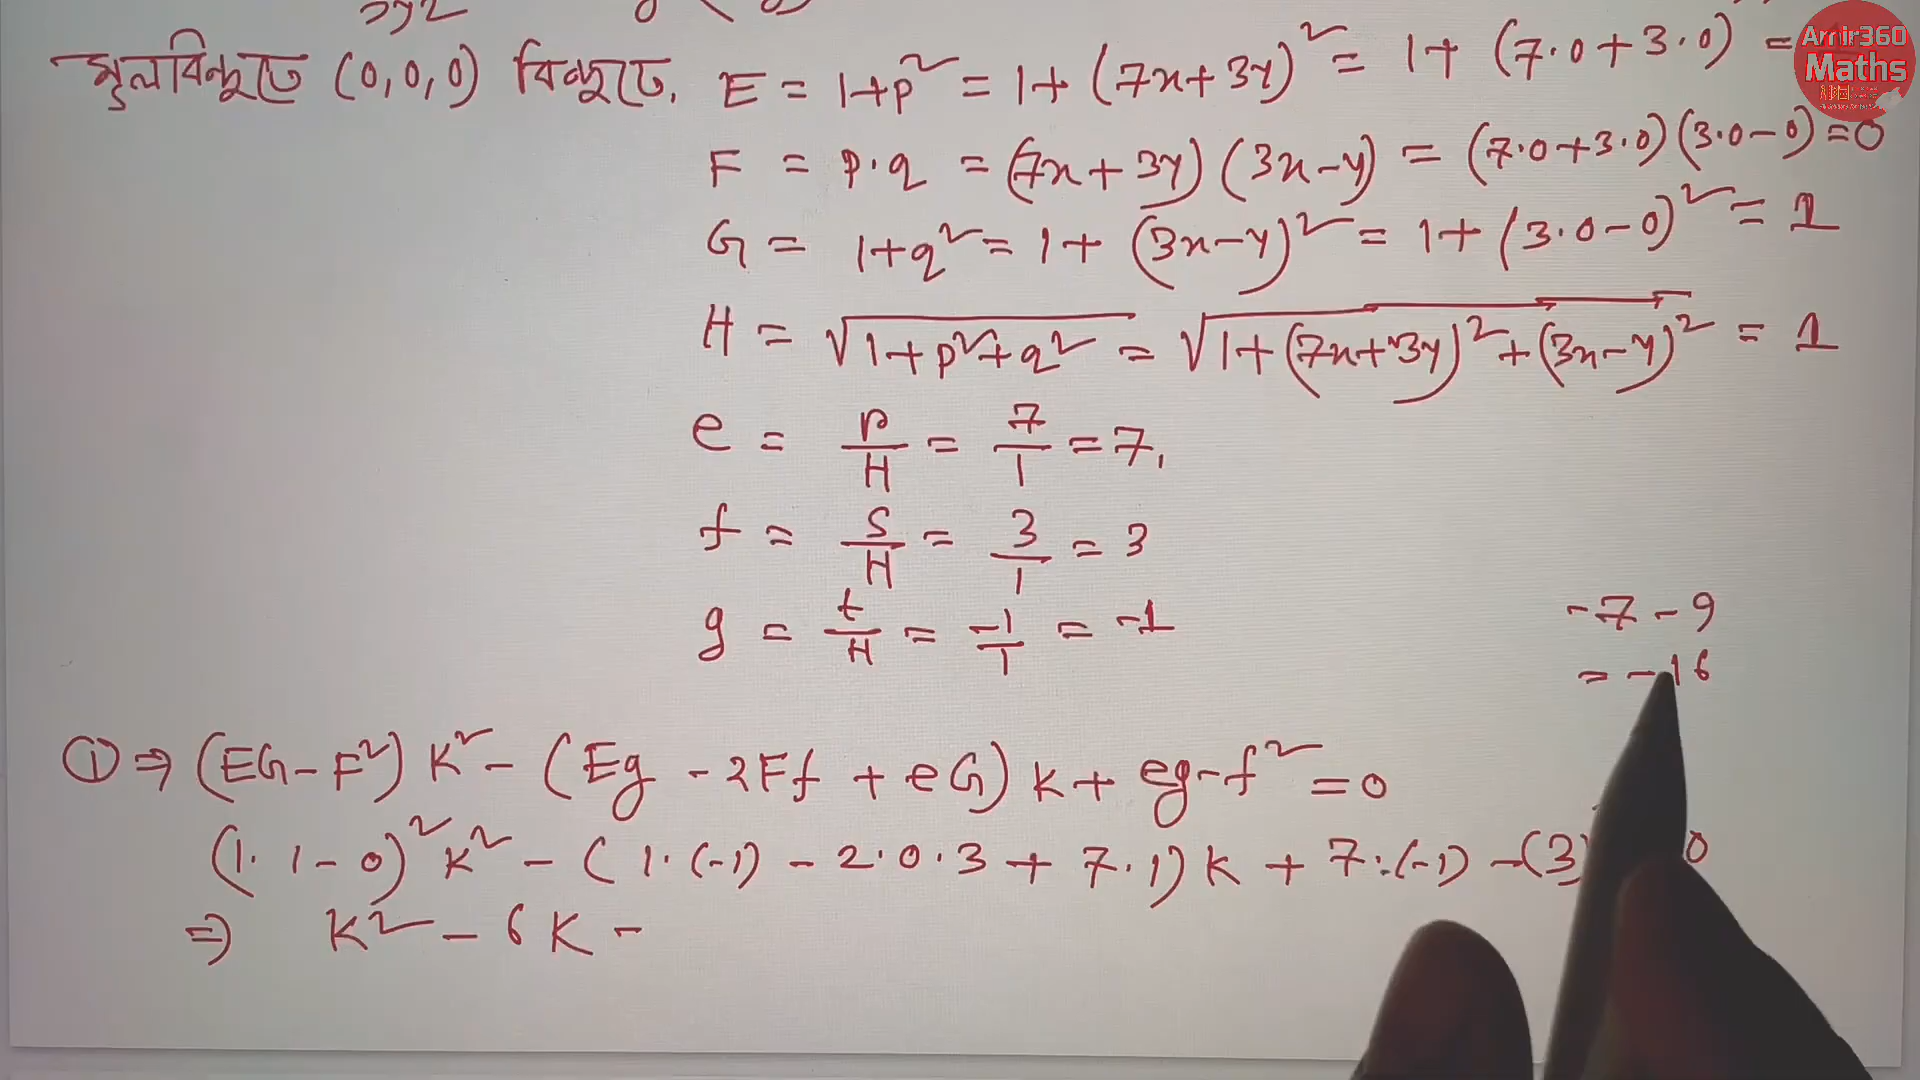 মূলবিন্দুতে (0,0,0) বিন্দুতে, E = 1+p² = 1+(7x+3y)² = 1+(7·0+3·0) =
F = p·q = (7x+3y)(3x-y) = (7·0+3·0)(3·0-0)=0
G = 1+q² = 1+(3x-y)² = 1+(3·0-0)² = 1
H = √1+p²+q² = √1+(7x+3y)²+(3x-y)² = 1
e = r/H = 7/1 = 7,
f = s/H = 3/1 = 3
g = t/H = -1/1 = -1
-7-9
= -16
① ⇒ (EG-F²) K² - (Eg - 2Ff + eG) K + eg-f² = 0
(1·1-0)² K² - (1·(-1) - 2·0·3 + 7·1) K + 7·(-1) -(3) 0
⇒ K² - 6K -
Amir360
Maths